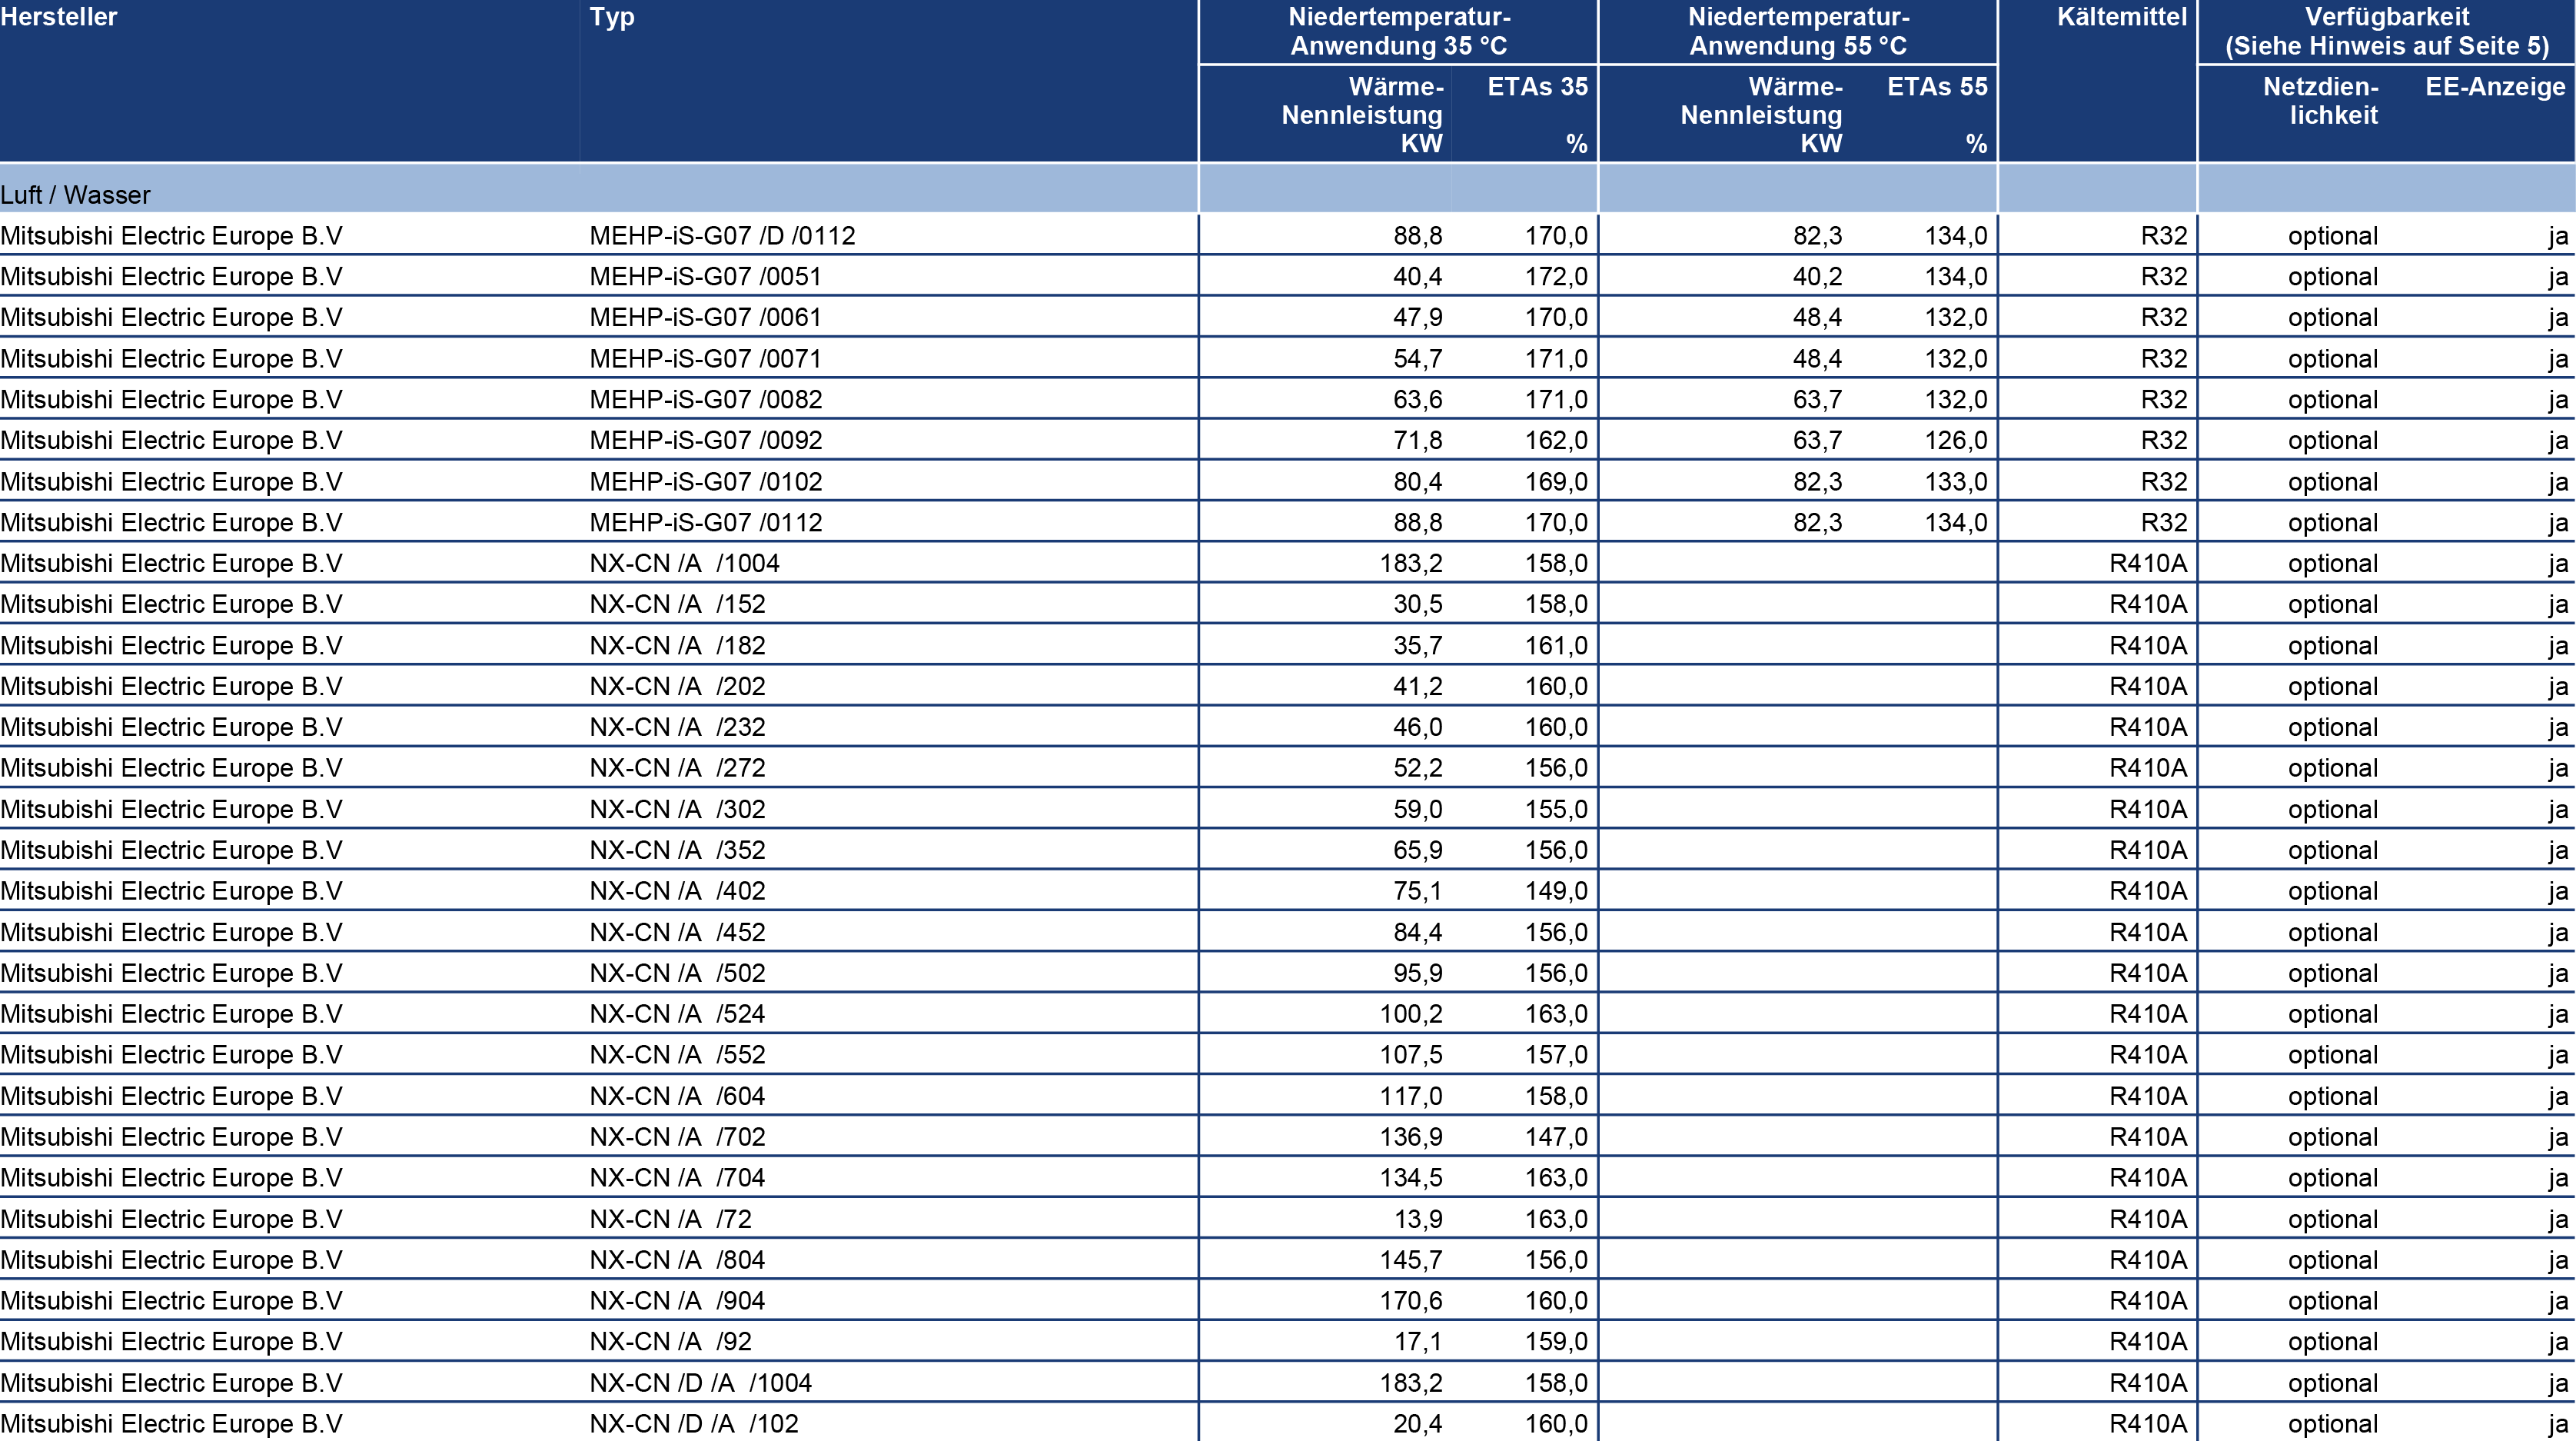 Hersteller Typ Niedertemperatur-Anwendung 35 °C Niedertemperatur-Anwendung 55 °C Kältemittel Verfügbarkeit (Siehe Hinweis auf Seite 5)
Wärme-Nennleistung KW ETAs 35 % Wärme-Nennleistung KW ETAs 55 % Netzdien-lichkeit EE-Anzeige
Luft / Wasser
Mitsubishi Electric Europe B.V MEHP-iS-G07 /D /0112 88,8 170,0 82,3 134,0 R32 optional ja
Mitsubishi Electric Europe B.V MEHP-iS-G07 /0051 40,4 172,0 40,2 134,0 R32 optional ja
Mitsubishi Electric Europe B.V MEHP-iS-G07 /0061 47,9 170,0 48,4 132,0 R32 optional ja
Mitsubishi Electric Europe B.V MEHP-iS-G07 /0071 54,7 171,0 48,4 132,0 R32 optional ja
Mitsubishi Electric Europe B.V MEHP-iS-G07 /0082 63,6 171,0 63,7 132,0 R32 optional ja
Mitsubishi Electric Europe B.V MEHP-iS-G07 /0092 71,8 162,0 63,7 126,0 R32 optional ja
Mitsubishi Electric Europe B.V MEHP-iS-G07 /0102 80,4 169,0 82,3 133,0 R32 optional ja
Mitsubishi Electric Europe B.V MEHP-iS-G07 /0112 88,8 170,0 82,3 134,0 R32 optional ja
Mitsubishi Electric Europe B.V NX-CN /A  /1004 183,2 158,0 R410A optional ja
Mitsubishi Electric Europe B.V NX-CN /A  /152 30,5 158,0 R410A optional ja
Mitsubishi Electric Europe B.V NX-CN /A  /182 35,7 161,0 R410A optional ja
Mitsubishi Electric Europe B.V NX-CN /A  /202 41,2 160,0 R410A optional ja
Mitsubishi Electric Europe B.V NX-CN /A  /232 46,0 160,0 R410A optional ja
Mitsubishi Electric Europe B.V NX-CN /A  /272 52,2 156,0 R410A optional ja
Mitsubishi Electric Europe B.V NX-CN /A  /302 59,0 155,0 R410A optional ja
Mitsubishi Electric Europe B.V NX-CN /A  /352 65,9 156,0 R410A optional ja
Mitsubishi Electric Europe B.V NX-CN /A  /402 75,1 149,0 R410A optional ja
Mitsubishi Electric Europe B.V NX-CN /A  /452 84,4 156,0 R410A optional ja
Mitsubishi Electric Europe B.V NX-CN /A  /502 95,9 156,0 R410A optional ja
Mitsubishi Electric Europe B.V NX-CN /A  /524 100,2 163,0 R410A optional ja
Mitsubishi Electric Europe B.V NX-CN /A  /552 107,5 157,0 R410A optional ja
Mitsubishi Electric Europe B.V NX-CN /A  /604 117,0 158,0 R410A optional ja
Mitsubishi Electric Europe B.V NX-CN /A  /702 136,9 147,0 R410A optional ja
Mitsubishi Electric Europe B.V NX-CN /A  /704 134,5 163,0 R410A optional ja
Mitsubishi Electric Europe B.V NX-CN /A  /72 13,9 163,0 R410A optional ja
Mitsubishi Electric Europe B.V NX-CN /A  /804 145,7 156,0 R410A optional ja
Mitsubishi Electric Europe B.V NX-CN /A  /904 170,6 160,0 R410A optional ja
Mitsubishi Electric Europe B.V NX-CN /A  /92 17,1 159,0 R410A optional ja
Mitsubishi Electric Europe B.V NX-CN /D /A  /1004 183,2 158,0 R410A optional ja
Mitsubishi Electric Europe B.V NX-CN /D /A  /102 20,4 160,0 R410A optional ja